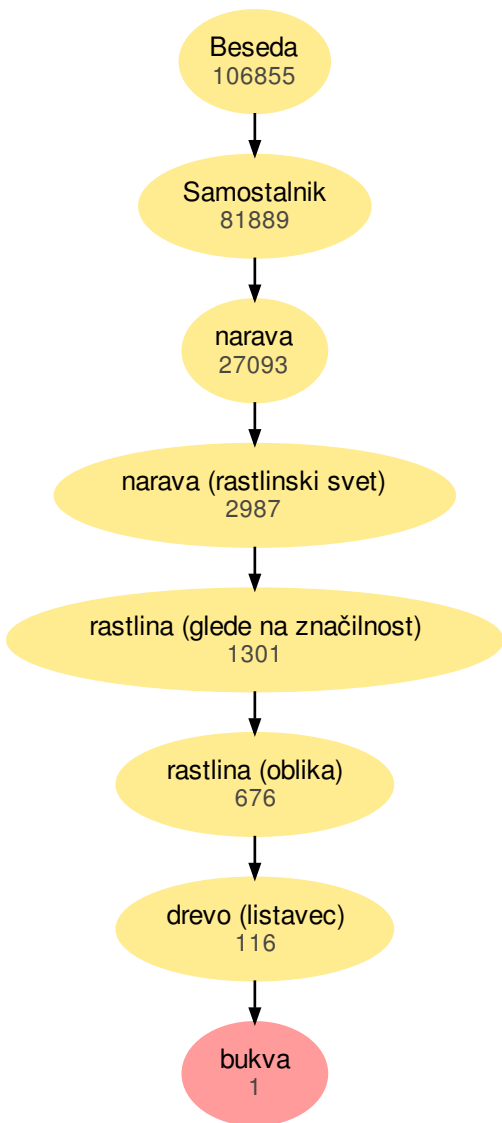 Beseda
106855
Samostalnik
81889
narava
27093
narava (rastlinski svet)
2987
rastlina (glede na značilnost)
1301
rastlina (oblika)
676
drevo (listavec)
116
bukva
1